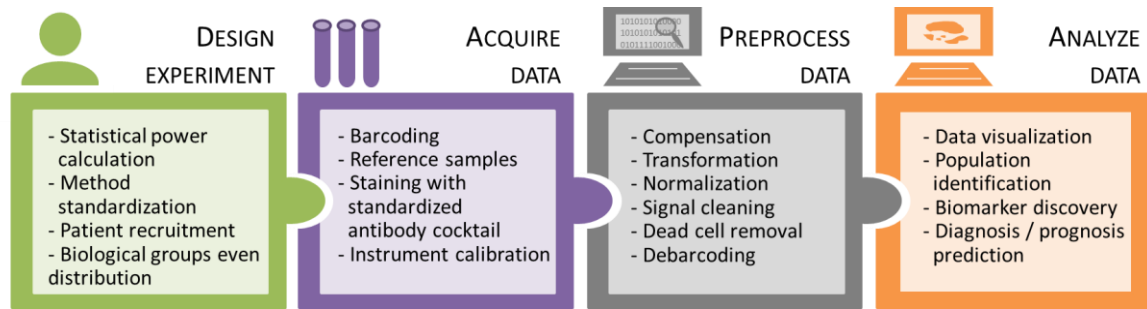 DESIGN
EXPERIMENT
- Statistical power
calculation
- Method
standardization
- Patient recruitment
- Biological groups even
distribution
ACQUIRE
DATA
- Barcoding
- Reference samples
- Staining with
standardized
antibody cocktail
- Instrument calibration
1010101010000
PREPROCESS
DATA
- Compensation
- Transformation
- Normalization
- Signal cleaning
- Dead cell removal
- Debarcoding
ANALYZE
DATA
- Data visualization
- Population
identification
- Biomarker discovery
- Diagnosis / prognosis
prediction